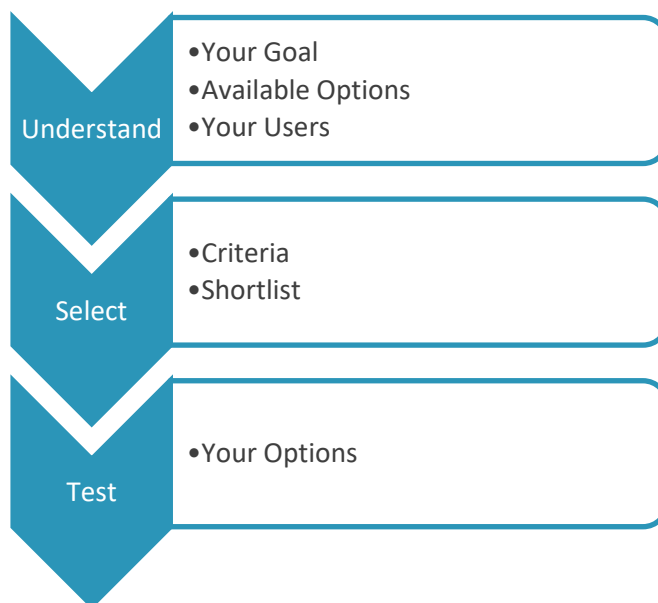 Understand
•Your Goal
•Available Options
•Your Users
Select
•Criteria
•Shortlist
Test
•Your Options